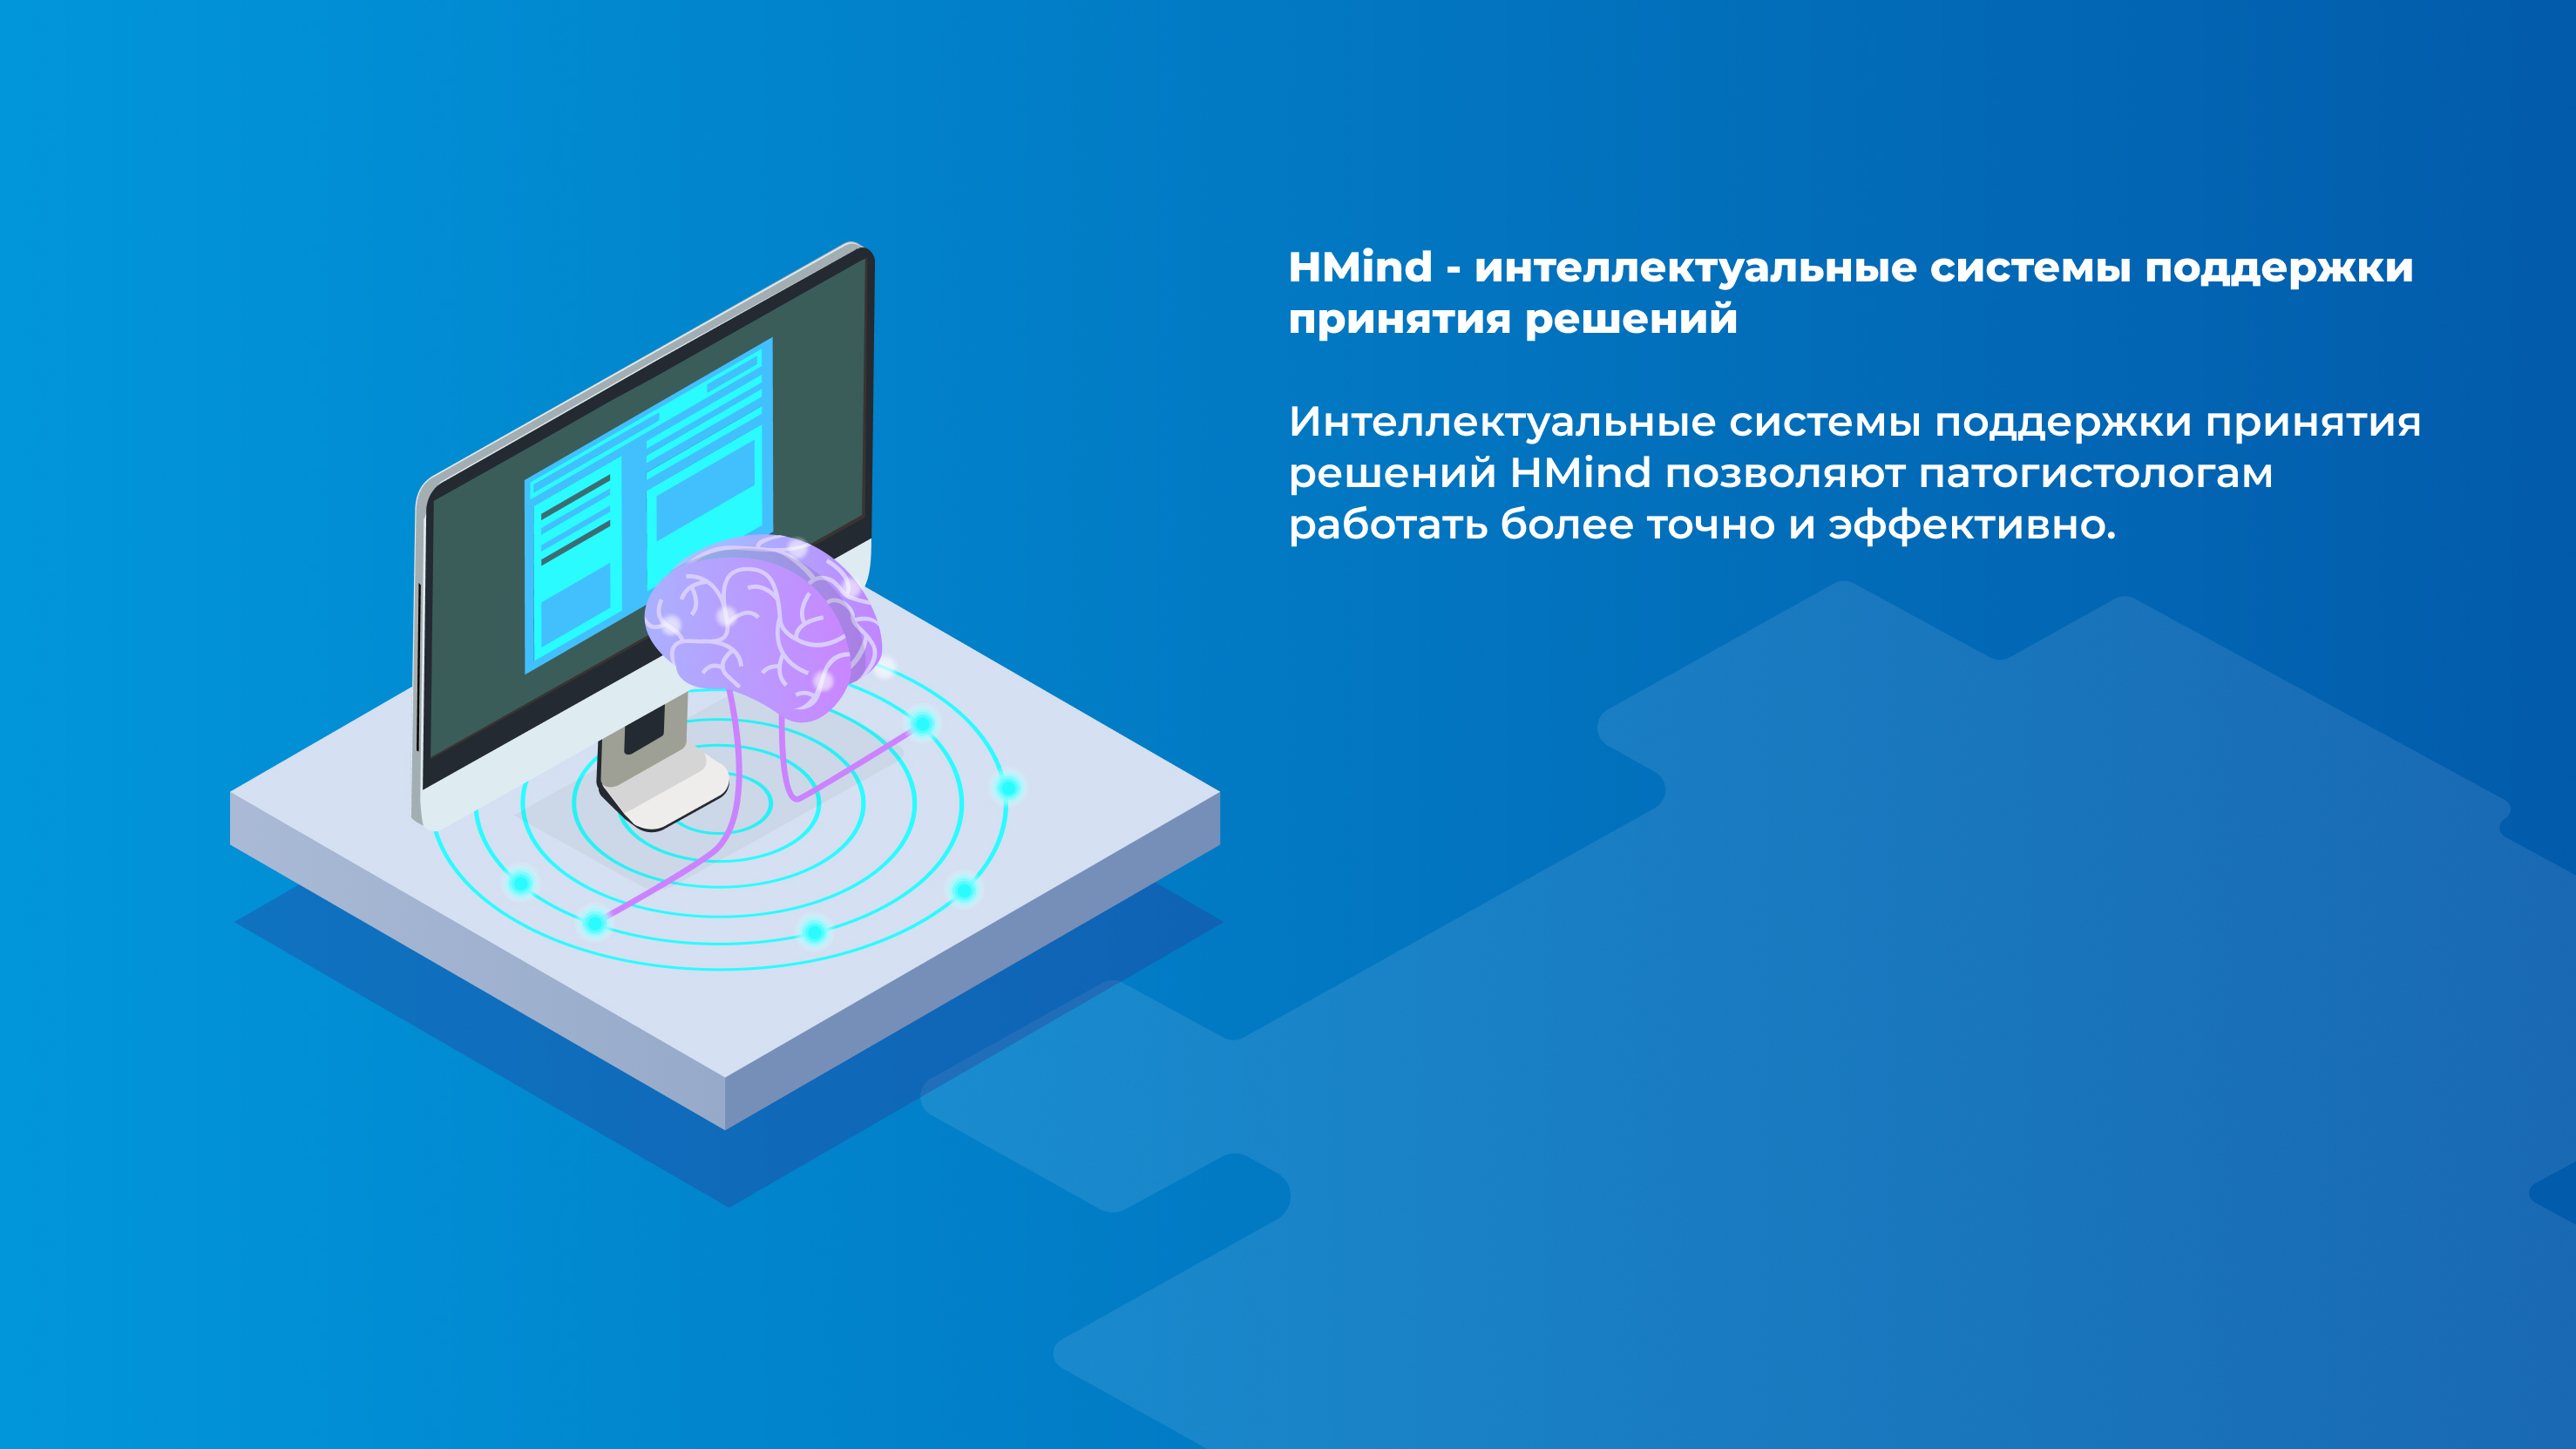 HMind - интеллектуальные системы поддержки
принятия решений
Интеллектуальные системы поддержки принятия
решений HMind позволяют патогистологам
работать более точно и эффективно.